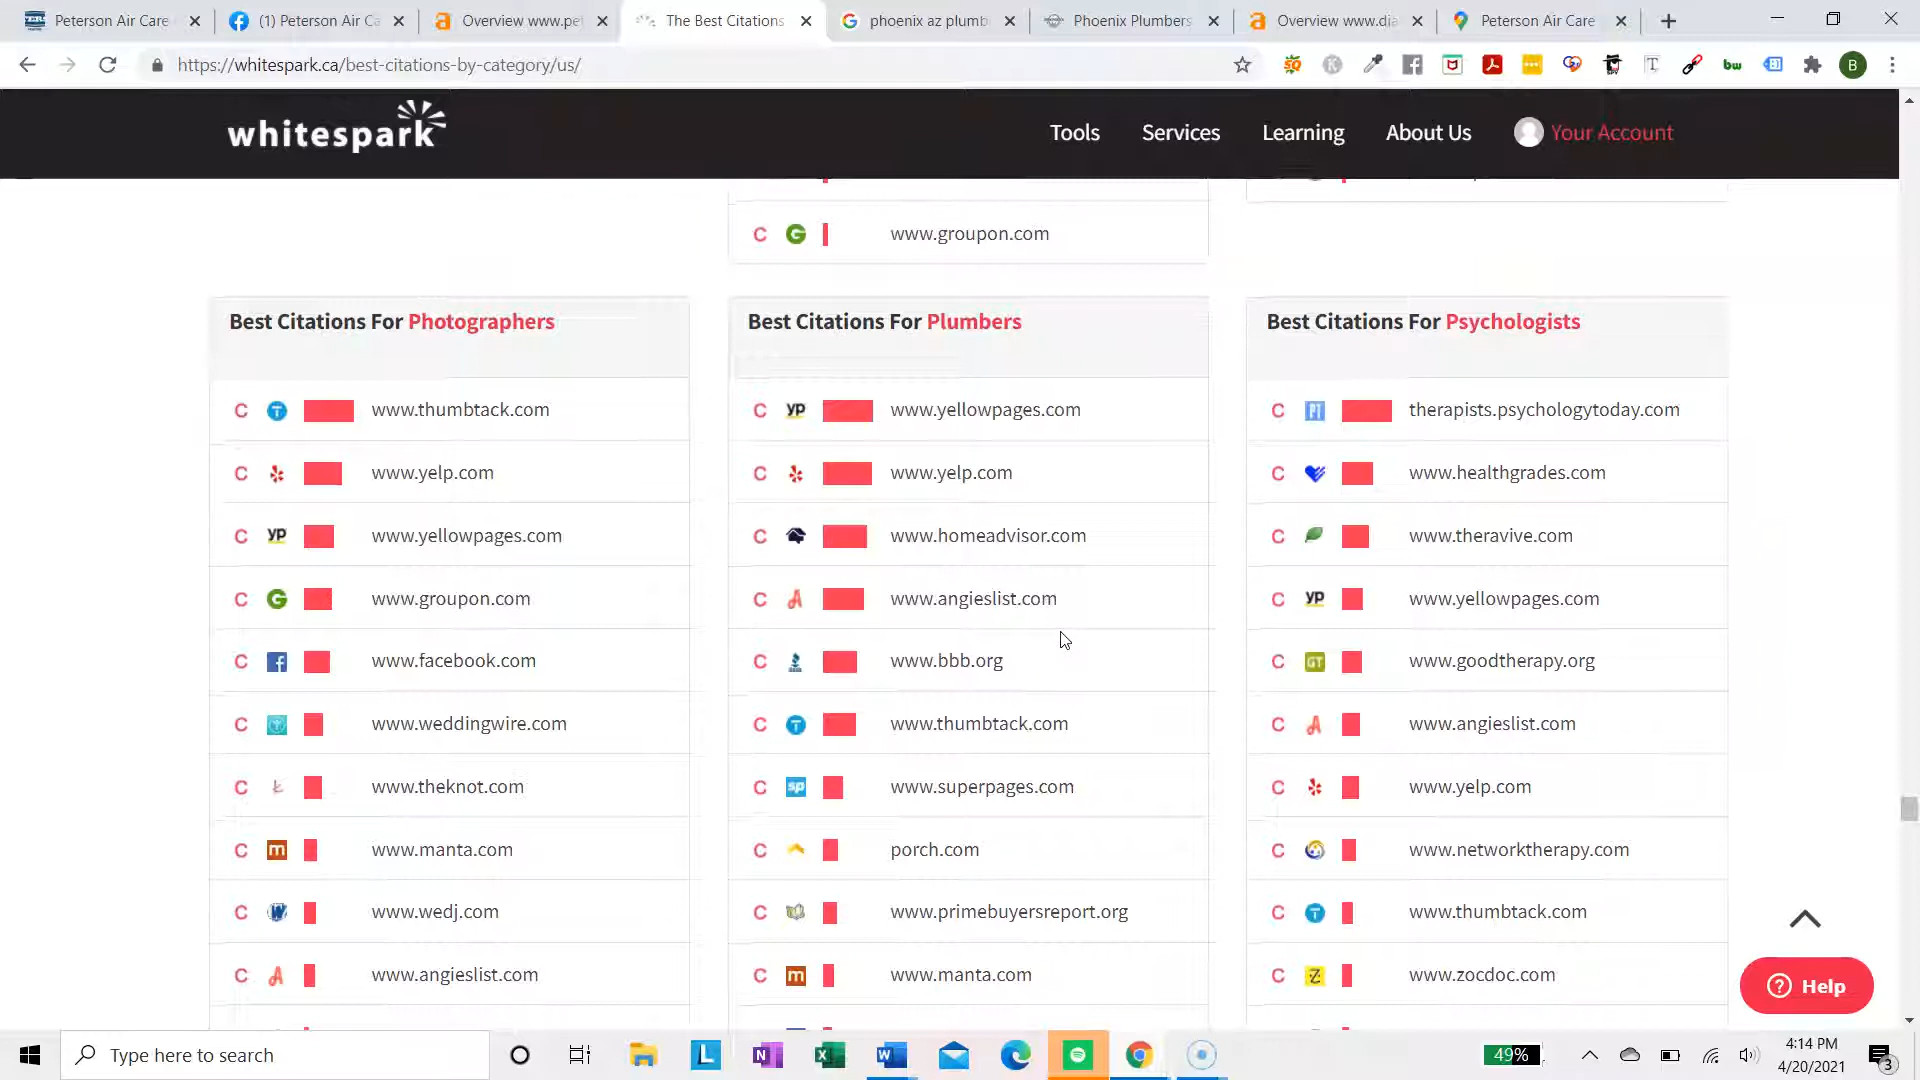 Peterson Air Care
(1) Peterson Air Ca
Overview www.pe
The Best Citations
phoenix az plumb
Phoenix Plumbers
Overview www.dia
Peterson Air Care
https://whitespark.ca/best-citations-by-category/us/
B
whitespark
Tools
Services
Learning
About Us
Your Account
C www.groupon.com
Best Citations For Photographers
C www.thumbtack.com
C www.yelp.com
C yp www.yellowpages.com
C G www.groupon.com
C f www.facebook.com
C www.weddingwire.com
C www.theknot.com
C m www.manta.com
C W www.wedj.com
C www.angieslist.com
Best Citations For Plumbers
C yp www.yellowpages.com
C www.yelp.com
C www.homeadvisor.com
C www.angieslist.com
C www.bbb.org
C www.thumbtack.com
C sp www.superpages.com
C porch.com
C www.primebuyersreport.org
C m www.manta.com
Best Citations For Psychologists
C PT therapists.psychologytoday.com
C www.healthgrades.com
C www.theravive.com
C yp www.yellowpages.com
C GT www.goodtherapy.org
C www.angieslist.com
C www.yelp.com
C www.networktherapy.com
C www.thumbtack.com
C Z www.zocdoc.com
Help
Type here to search
49%
4:14 PM
4/20/2021
3